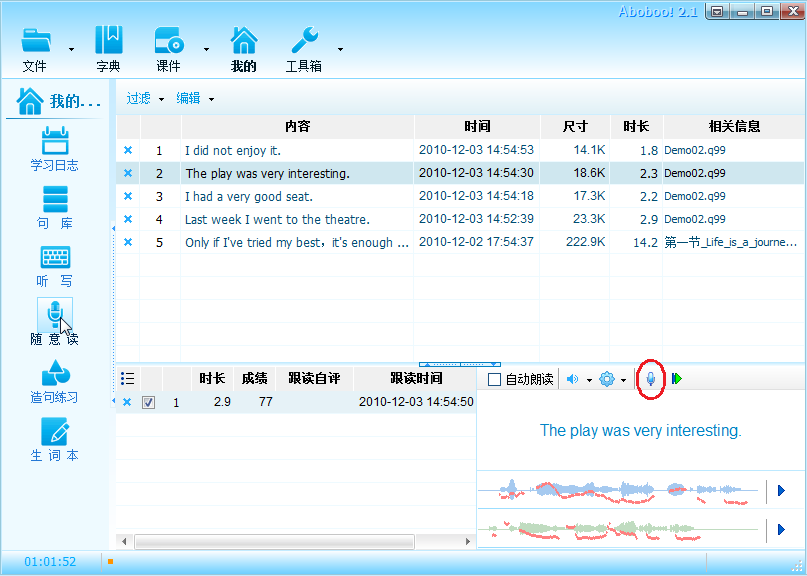 Aboboo! 2.1
文件 字典 课件 我的 工具箱
我的...
过滤 编辑
内容 时间 尺寸 时长 相关信息
1 I did not enjoy it. 2010-12-03 14:54:53 14.1K 1.8 Demo02.q99
2 The play was very interesting. 2010-12-03 14:54:30 18.6K 2.3 Demo02.q99
3 I had a very good seat. 2010-12-03 14:54:18 17.3K 2.2 Demo02.q99
4 Last week I went to the theatre. 2010-12-03 14:52:39 23.3K 2.9 Demo02.q99
5 Only if I've tried my best，it's enough ... 2010-12-02 17:54:37 222.9K 14.2 第一节_Life_is_a_journe...
学习日志
句 库
听 写
随 意 读
造句练习
生 词 本
时长 成绩 跟读自评 跟读时间
1 2.9 77 2010-12-03 14:54:50
自动朗读
The play was very interesting.
01:01:52